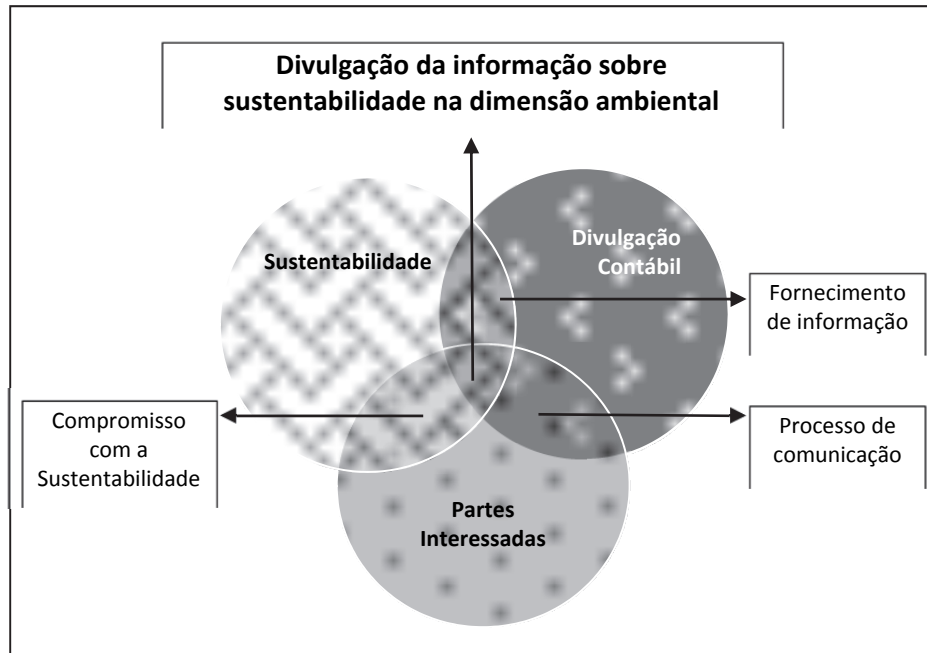 Divulgação da informação sobre
sustentabilidade na dimensão ambiental
Sustentabilidade
Divulgação
Contábil
Fornecimento
de informação
Compromisso
com a
Sustentabilidade
Processo de
comunicação
Partes
Interessadas